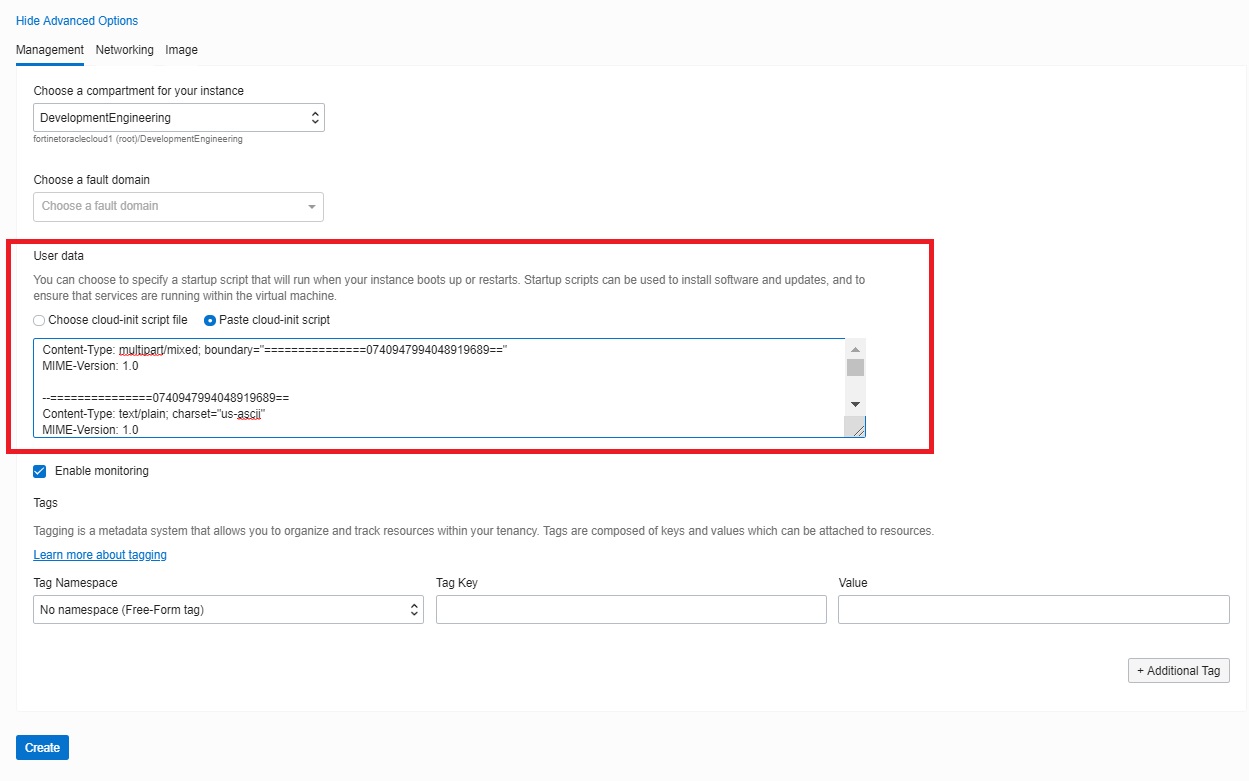 Hide Advanced Options
Management Networking Image
Choose a compartment for your instance
DevelopmentEngineering
fortinetoraclecloud1 (root)/DevelopmentEngineering
Choose a fault domain
Choose a fault domain
User data
You can choose to specify a startup script that will run when your instance boots up or restarts. Startup scripts can be used to install software and updates, and to
ensure that services are running within the virtual machine.
Choose cloud-init script file Paste cloud-init script
Content-Type: multipart/mixed; boundary="===============0740947994048919689=="
MIME-Version: 1.0
--===============0740947994048919689==
Content-Type: text/plain; charset="us-ascii"
MIME-Version: 1.0
Enable monitoring
Tags
Tagging is a metadata system that allows you to organize and track resources within your tenancy. Tags are composed of keys and values which can be attached to resources.
Learn more about tagging
Tag Namespace Tag Key Value
No namespace (Free-Form tag)
+ Additional Tag
Create